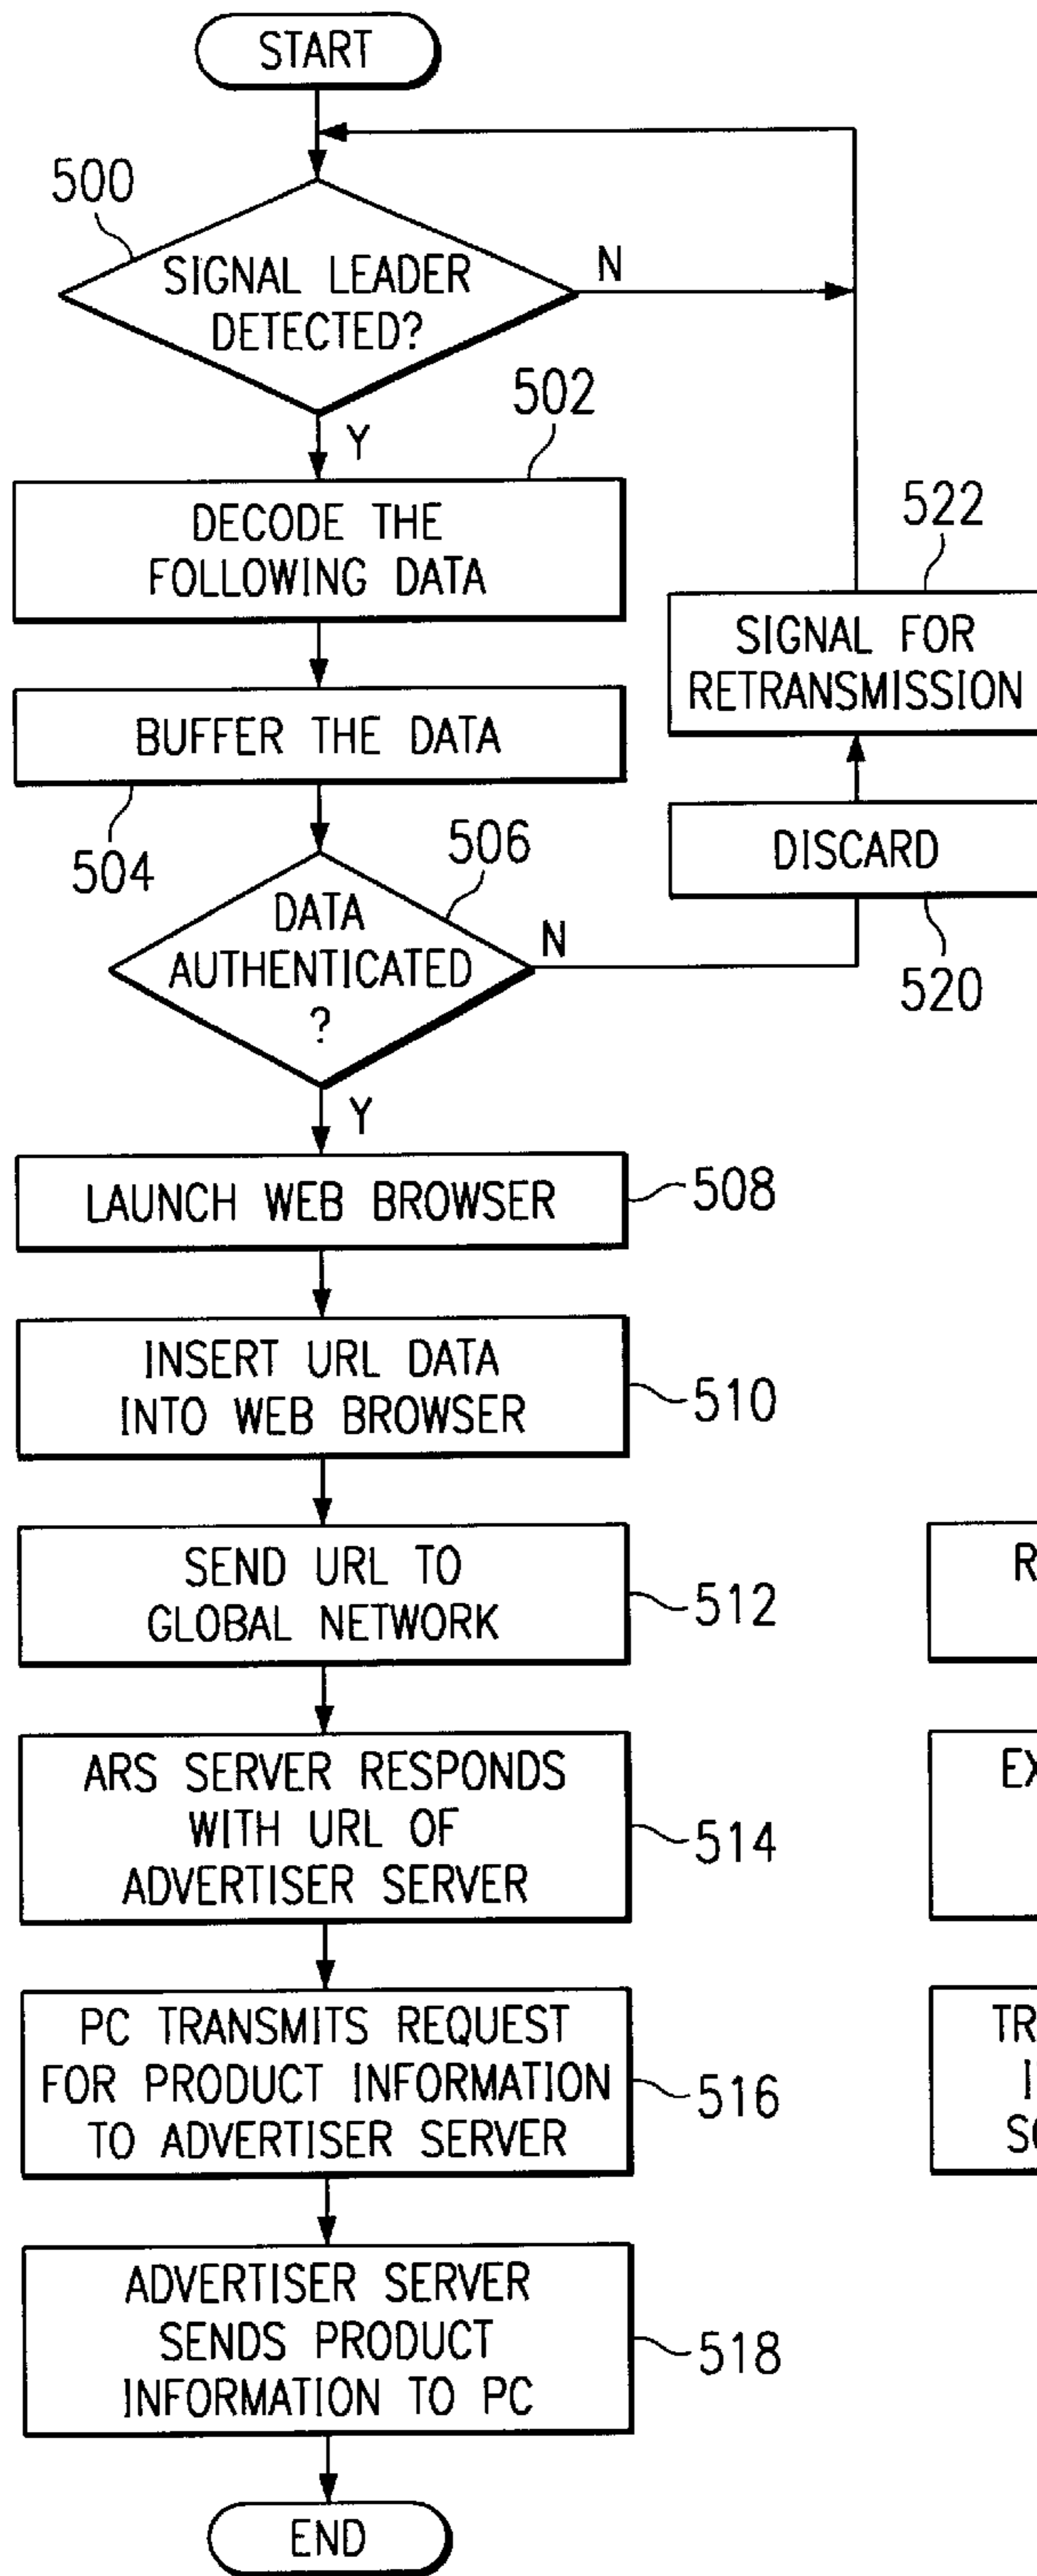 START
500
SIGNAL LEADER
DETECTED?
N
Y
502
DECODE THE
FOLLOWING DATA
522
SIGNAL FOR
RETRANSMISSION
BUFFER THE DATA
504
DISCARD
520
506
DATA
AUTHENTICATED
?
N
Y
LAUNCH WEB BROWSER
508
INSERT URL DATA
INTO WEB BROWSER
510
SEND URL TO
GLOBAL NETWORK
512
ARS SERVER RESPONDS
WITH URL OF
ADVERTISER SERVER
514
PC TRANSMITS REQUEST
FOR PRODUCT INFORMATION
TO ADVERTISER SERVER
516
ADVERTISER SERVER
SENDS PRODUCT
INFORMATION TO PC
518
END